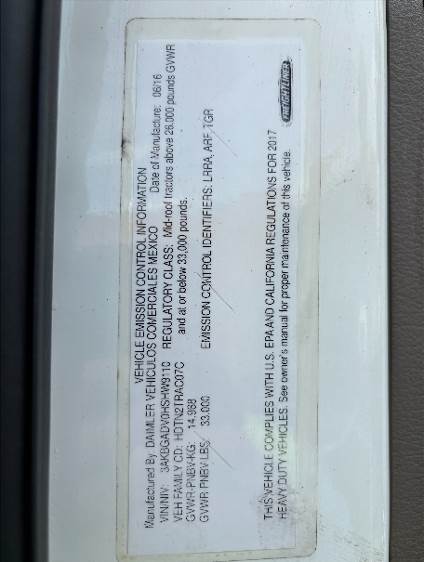 VEHICLE EMISSION CONTROL INFORMATION
Manufactured By DAIMLER VEHICULOS COMERCIALES MEXICO Date of Manufacture: 06/16
VIN/NIV: 3AKBGADV0HSHW9110 REGULATORY CLASS: Mid-roof tractors above 26,000 pounds GVWR
VEH FAMILY CD: HDTN2TRAC07C and at or below 33,000 pounds.
GVWR-PNBV-KG: 14,968
GVWR PNBV-LBS 33,000 EMISSION CONTROL IDENTIFIERS: LRRA, ARF, TGR
THIS VEHICLE COMPLIES WITH U.S. EPA AND CALIFORNIA REGULATIONS FOR 2017
HEAVY DUTY VEHICLES. See owner's manual for proper maintenance of this vehicle.
FREIGHTLINER